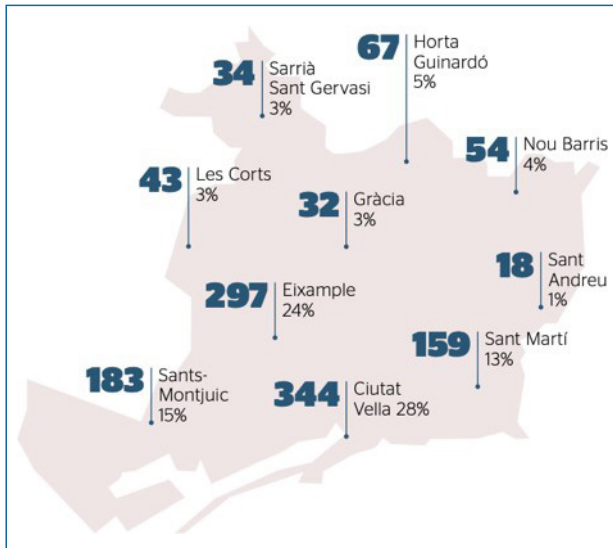 67 Horta
Guinardó
5%
34 Sarrià
Sant Gervasi
3%
54 Nou Barris
4%
43 Les Corts
3%
32 Gràcia
3%
18 Sant
Andreu
1%
297 Eixample
24%
159 Sant Martí
13%
183 Sants-
Montjuic
15%
344 Ciutat
Vella 28%